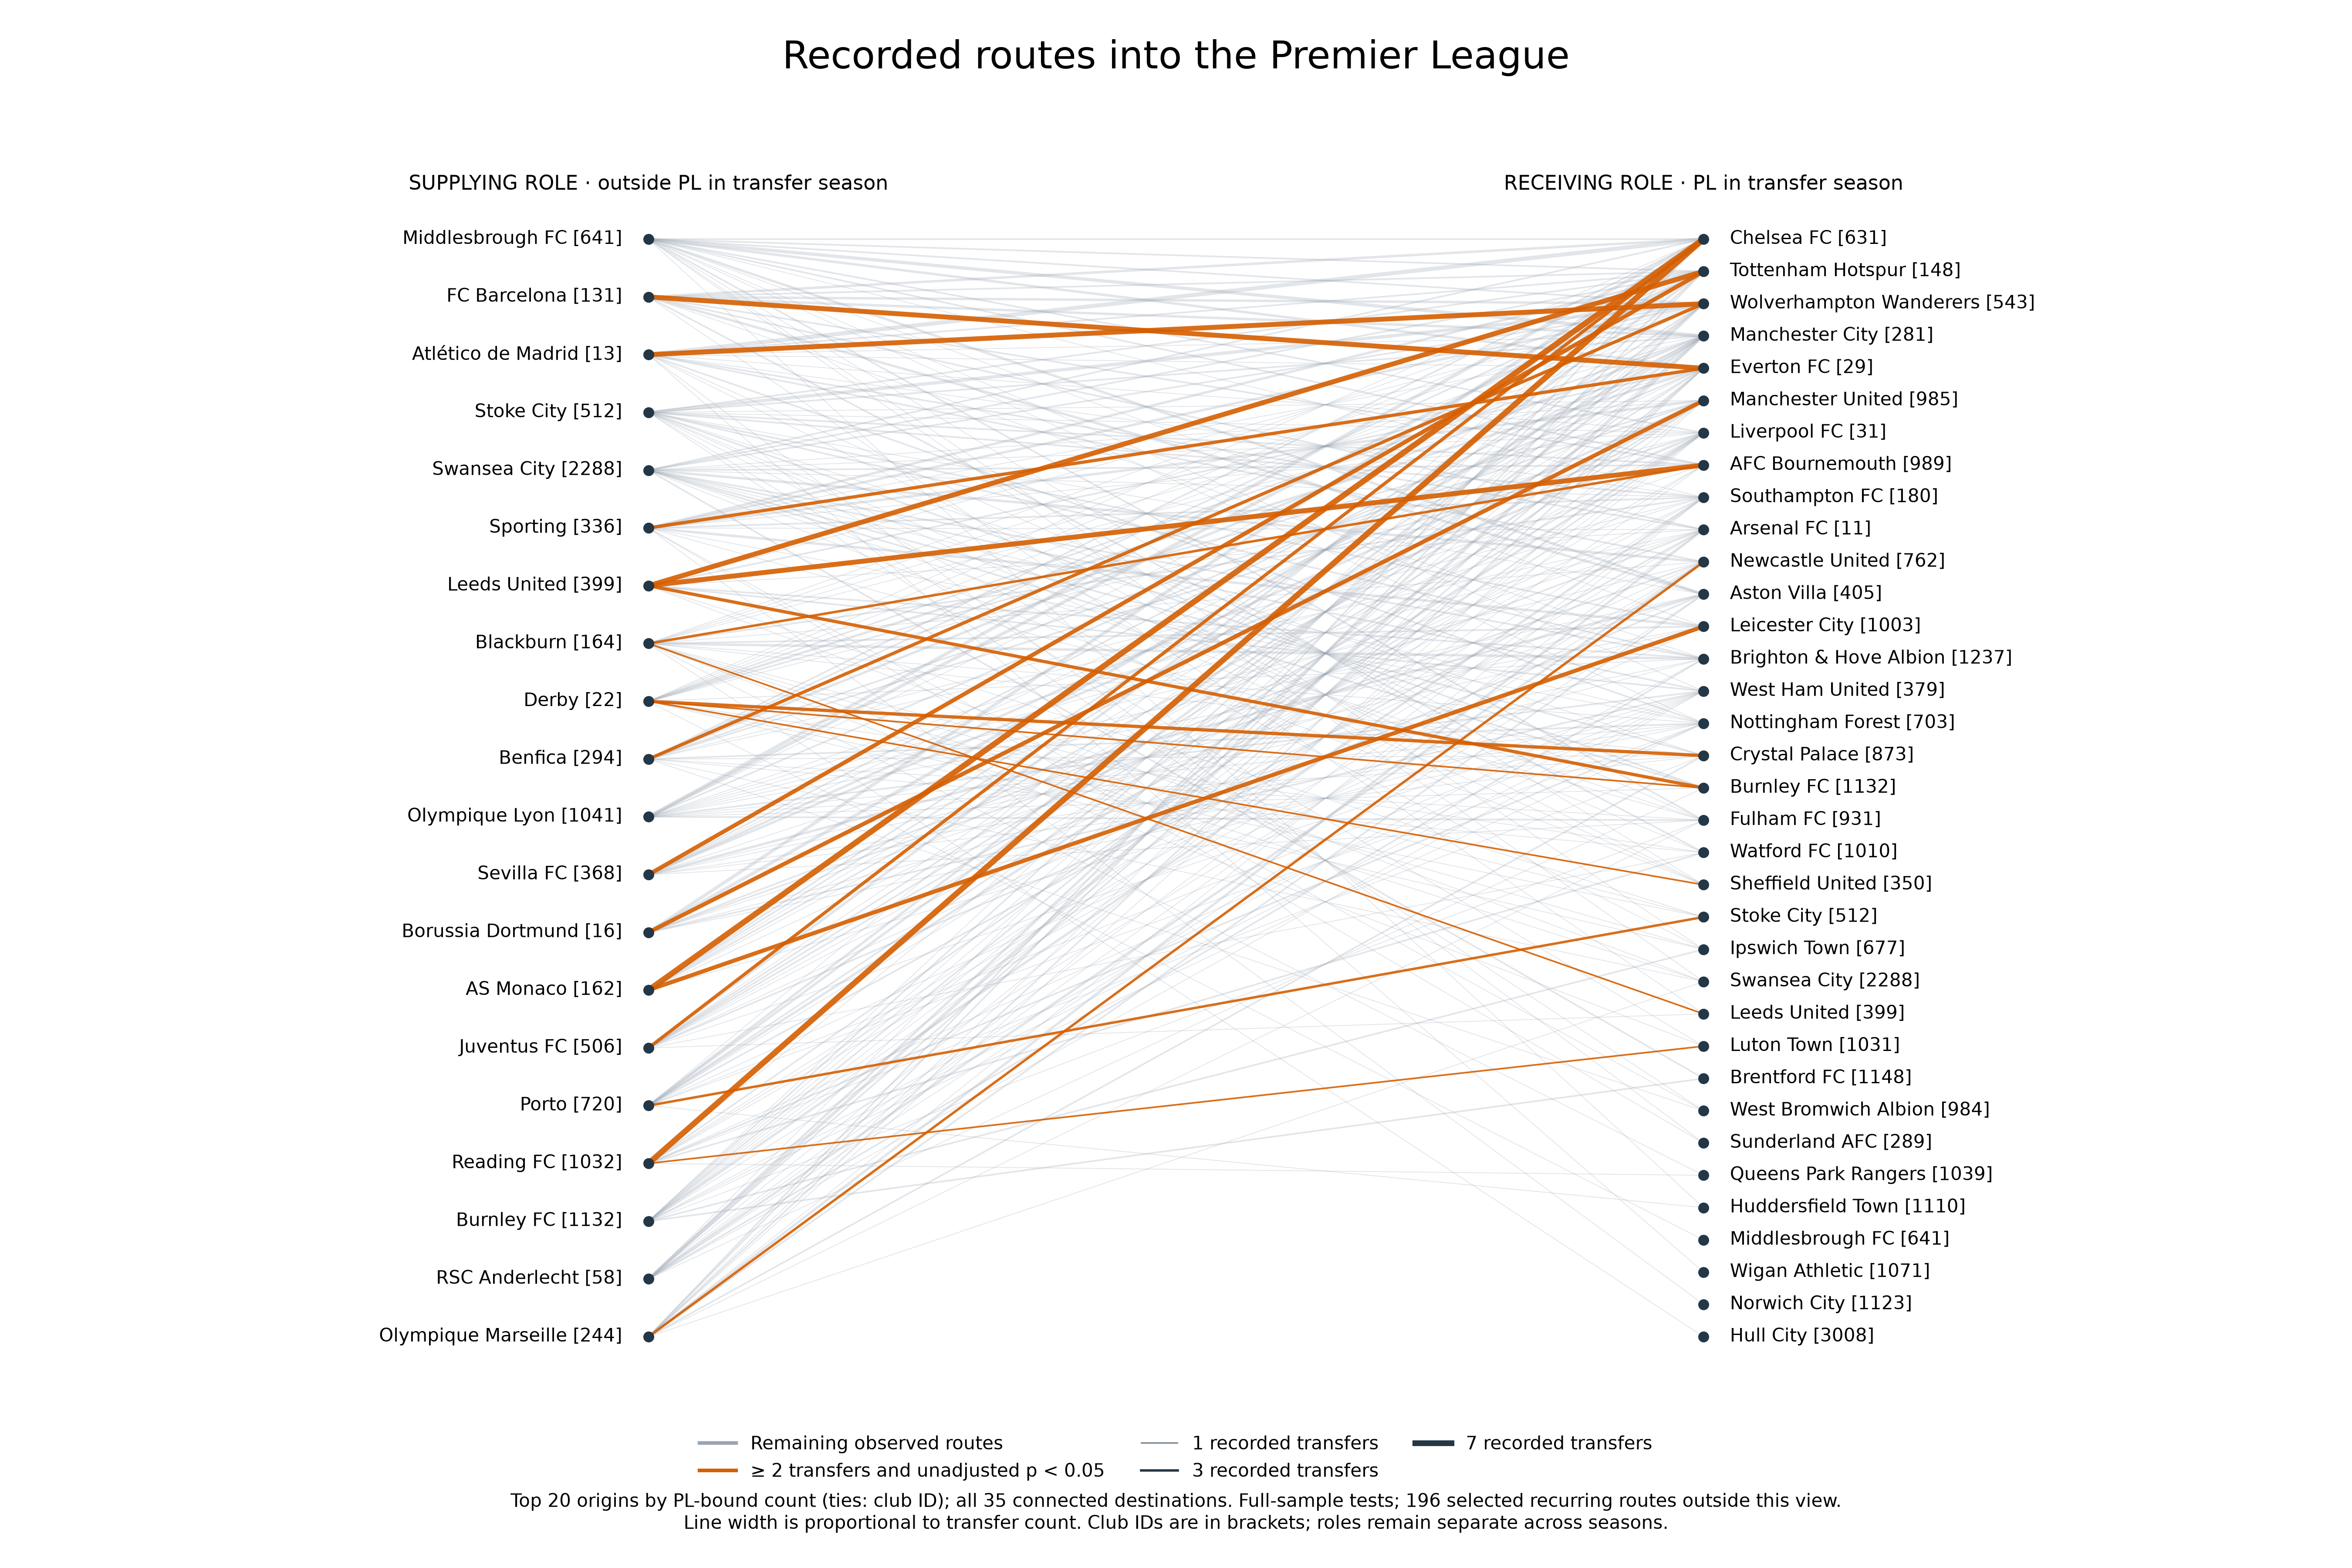 Recorded routes into the Premier League
SUPPLYING ROLE · outside PL in transfer season
RECEIVING ROLE · PL in transfer season
Middlesbrough FC [641]
FC Barcelona [131]
Atlético de Madrid [13]
Stoke City [512]
Swansea City [2288]
Sporting [336]
Leeds United [399]
Blackburn [164]
Derby [22]
Benfica [294]
Olympique Lyon [1041]
Sevilla FC [368]
Borussia Dortmund [16]
AS Monaco [162]
Juventus FC [506]
Porto [720]
Reading FC [1032]
Burnley FC [1132]
RSC Anderlecht [58]
Olympique Marseille [244]
Chelsea FC [631]
Tottenham Hotspur [148]
Wolverhampton Wanderers [543]
Manchester City [281]
Everton FC [29]
Manchester United [985]
Liverpool FC [31]
AFC Bournemouth [989]
Southampton FC [180]
Arsenal FC [11]
Newcastle United [762]
Aston Villa [405]
Leicester City [1003]
Brighton & Hove Albion [1237]
West Ham United [379]
Nottingham Forest [703]
Crystal Palace [873]
Burnley FC [1132]
Fulham FC [931]
Watford FC [1010]
Sheffield United [350]
Stoke City [512]
Ipswich Town [677]
Swansea City [2288]
Leeds United [399]
Luton Town [1031]
Brentford FC [1148]
West Bromwich Albion [984]
Sunderland AFC [289]
Queens Park Rangers [1039]
Huddersfield Town [1110]
Middlesbrough FC [641]
Wigan Athletic [1071]
Norwich City [1123]
Hull City [3008]
Remaining observed routes
≥ 2 transfers and unadjusted p < 0.05
1 recorded transfers
3 recorded transfers
7 recorded transfers
Top 20 origins by PL-bound count (ties: club ID); all 35 connected destinations. Full-sample tests; 196 selected recurring routes outside this view.
Line width is proportional to transfer count. Club IDs are in brackets; roles remain separate across seasons.